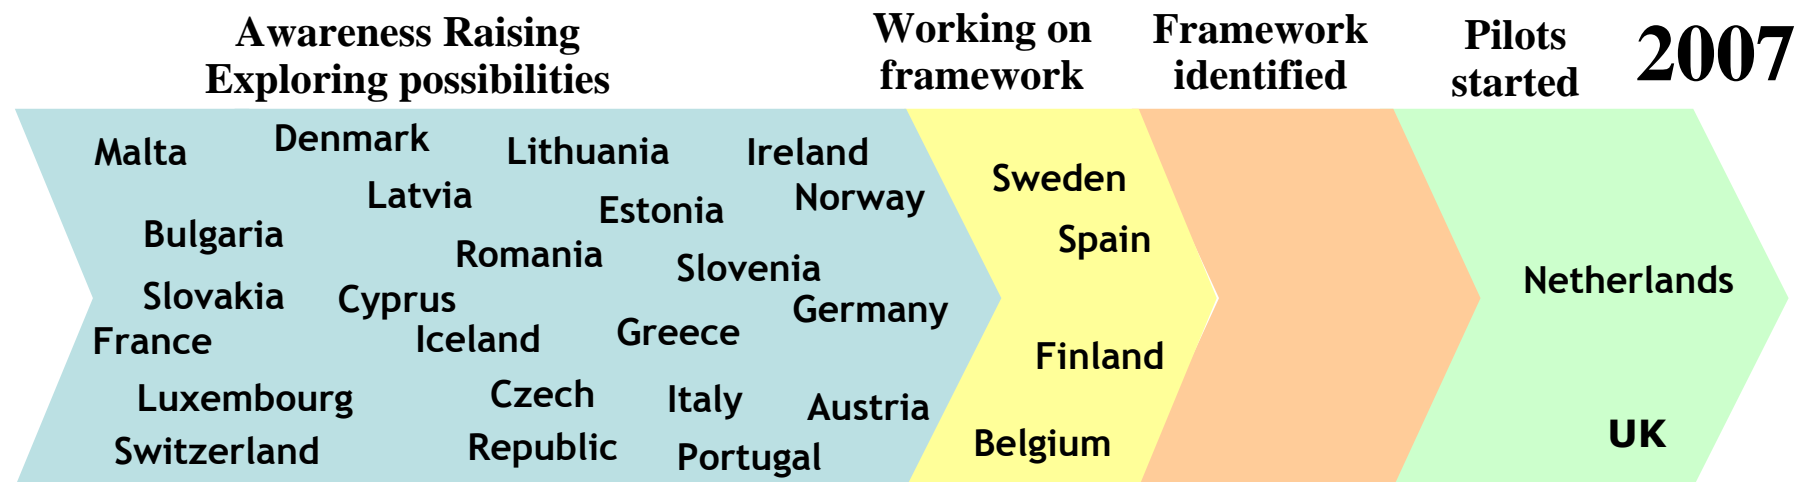 Awareness Raising
Exploring possibilities
Working on
framework
Framework
identified
Pilots
started
2007
Malta
Denmark
Lithuania
Ireland
Latvia
Estonia
Norway
Bulgaria
Romania
Slovenia
Slovakia
Cyprus
Germany
France
Iceland
Greece
Luxembourg
Czech
Republic
Italy
Austria
Switzerland
Portugal
Sweden
Spain
Finland
Belgium
Netherlands
UK